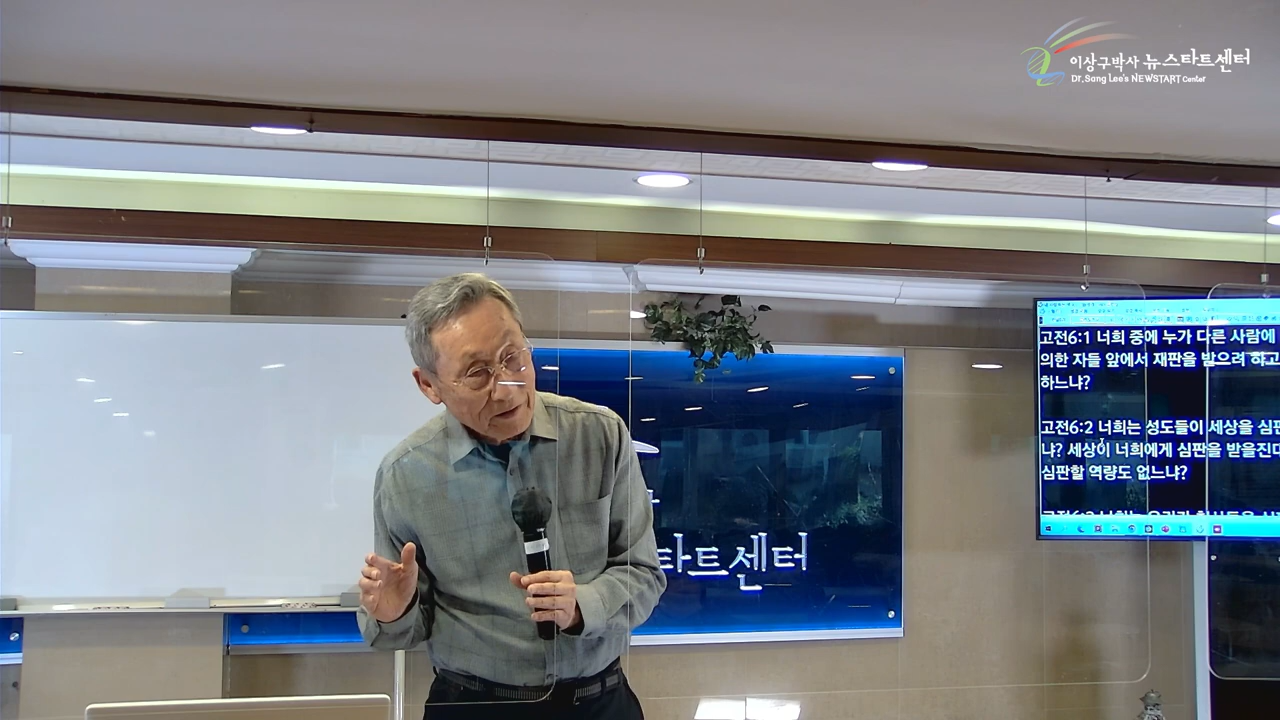 이상구박사 뉴스타트센터
Dr. Sang Lee's NEWSTART Center
고전6:1 너희 중에 누가 다른 사람에
의한 자들 앞에서 재판을 받으려 하고
하느냐?
고전6:2 너희는 성도들이 세상을 심판
냐? 세상이 너희에게 심판을 받을진대
심판할 역량도 없느냐?
타트센터